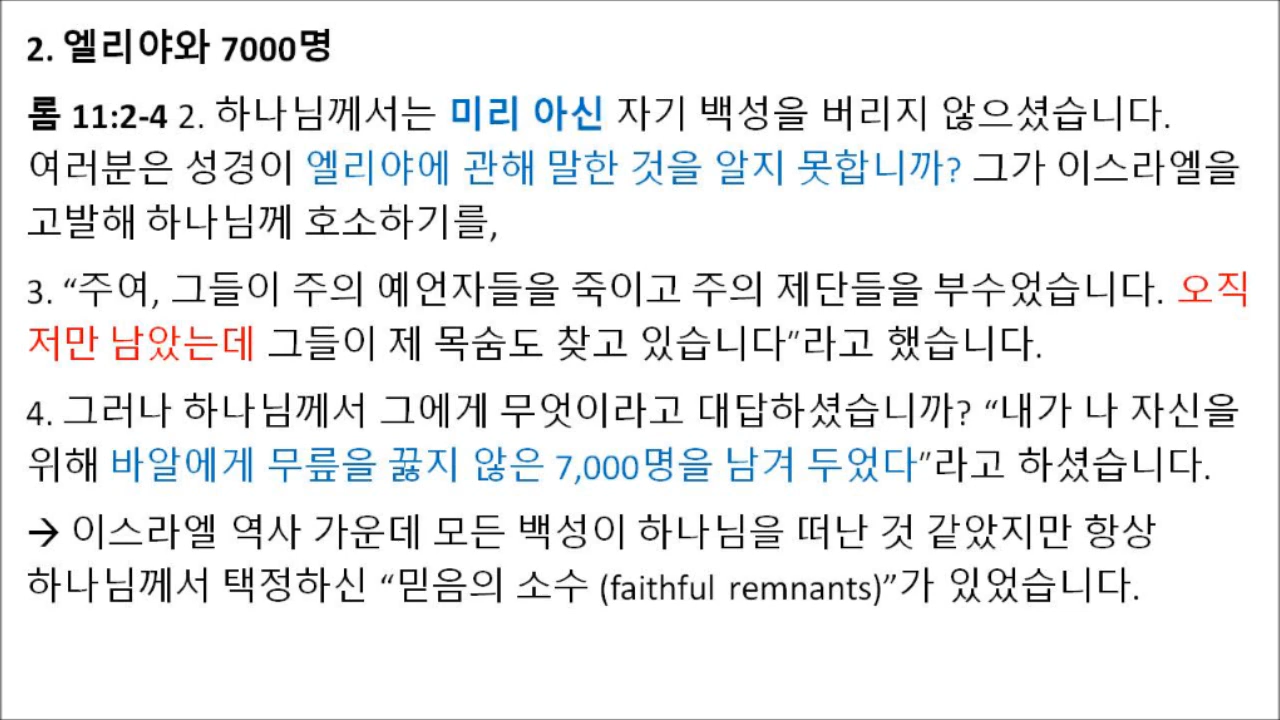 2. 엘리야와 7000명
롬 11:2-4 2. 하나님께서는 미리 아신 자기 백성을 버리지 않으셨습니다.
여러분은 성경이 엘리야에 관해 말한 것을 알지 못합니까? 그가 이스라엘을
고발해 하나님께 호소하기를,
3. “주여, 그들이 주의 예언자들을 죽이고 주의 제단들을 부수었습니다. 오직
저만 남았는데 그들이 제 목숨도 찾고 있습니다”라고 했습니다.
4. 그러나 하나님께서 그에게 무엇이라고 대답하셨습니까? “내가 나 자신을
위해 바알에게 무릎을 꿇지 않은 7,000명을 남겨 두었다”라고 하셨습니다.
→ 이스라엘 역사 가운데 모든 백성이 하나님을 떠난 것 같았지만 항상
하나님께서 택정하신 “믿음의 소수 (faithful remnants)”가 있었습니다.